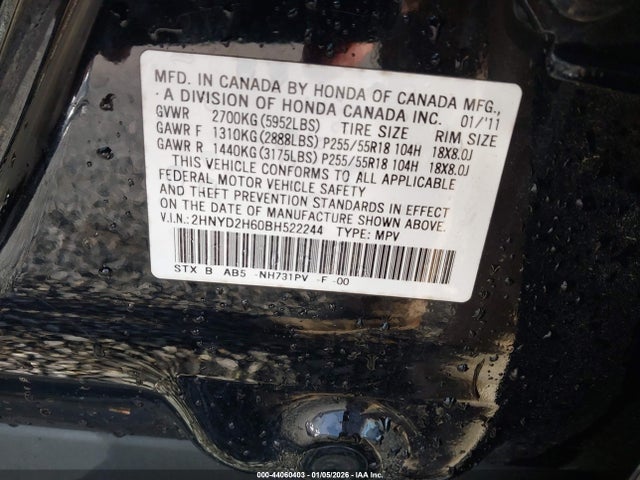 MFD. IN CANADA BY HONDA OF CANADA MFG.,
· A DIVISION OF HONDA CANADA INC. 01/'11
GVWR 2700KG (5952LBS) TIRE SIZE RIM SIZE
GAWR F 1310KG (2888LBS) P255/55R18 104H 18X8.0J
GAWR R 1440KG (3175LBS) P255/55R18 104H 18X8.0J
THIS VEHICLE CONFORMS TO ALL APPLICABLE
FEDERAL MOTOR VEHICLE SAFETY
AND THEFT PREVENTION STANDARDS IN EFFECT
ON THE DATE OF MANUFACTURE SHOWN ABOVE.
V.I.N.: 2HNYD2H60BH522244 TYPE: MPV
STX B AB5 -NH731PV -F -00
000-44060403 - 01/05/2026 - IAAI.COM